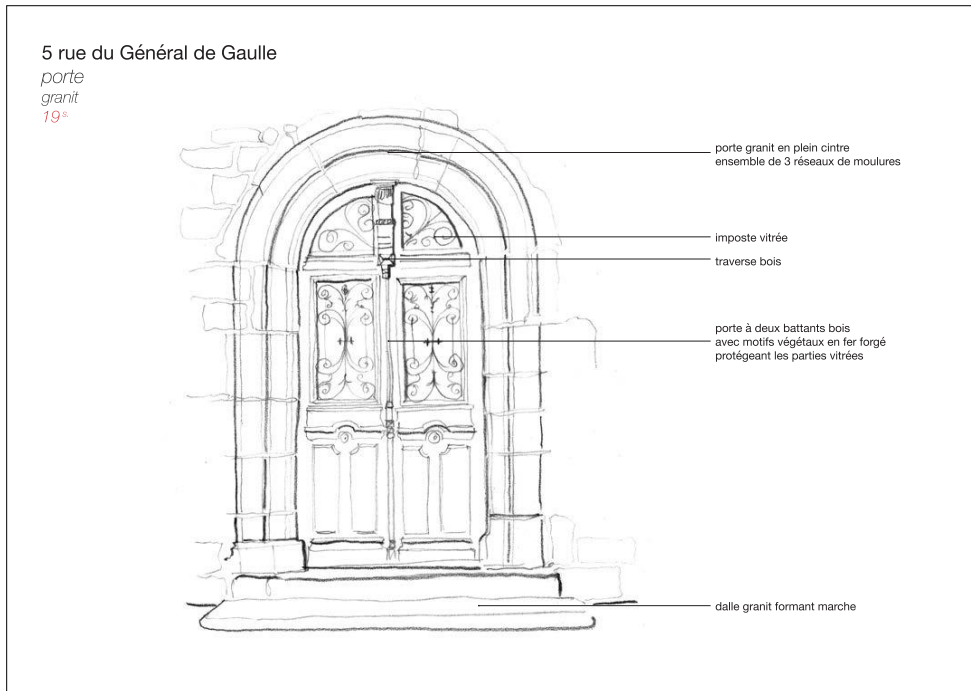 5 rue du Général de Gaulle
porte
granit
19s.
porte granit en plein cintre
ensemble de 3 réseaux de moulures
imposte vitrée
traverse bois
porte à deux battants bois
avec motifs végétaux en fer forgé
protégeant les parties vitrées
dalle granit formant marche